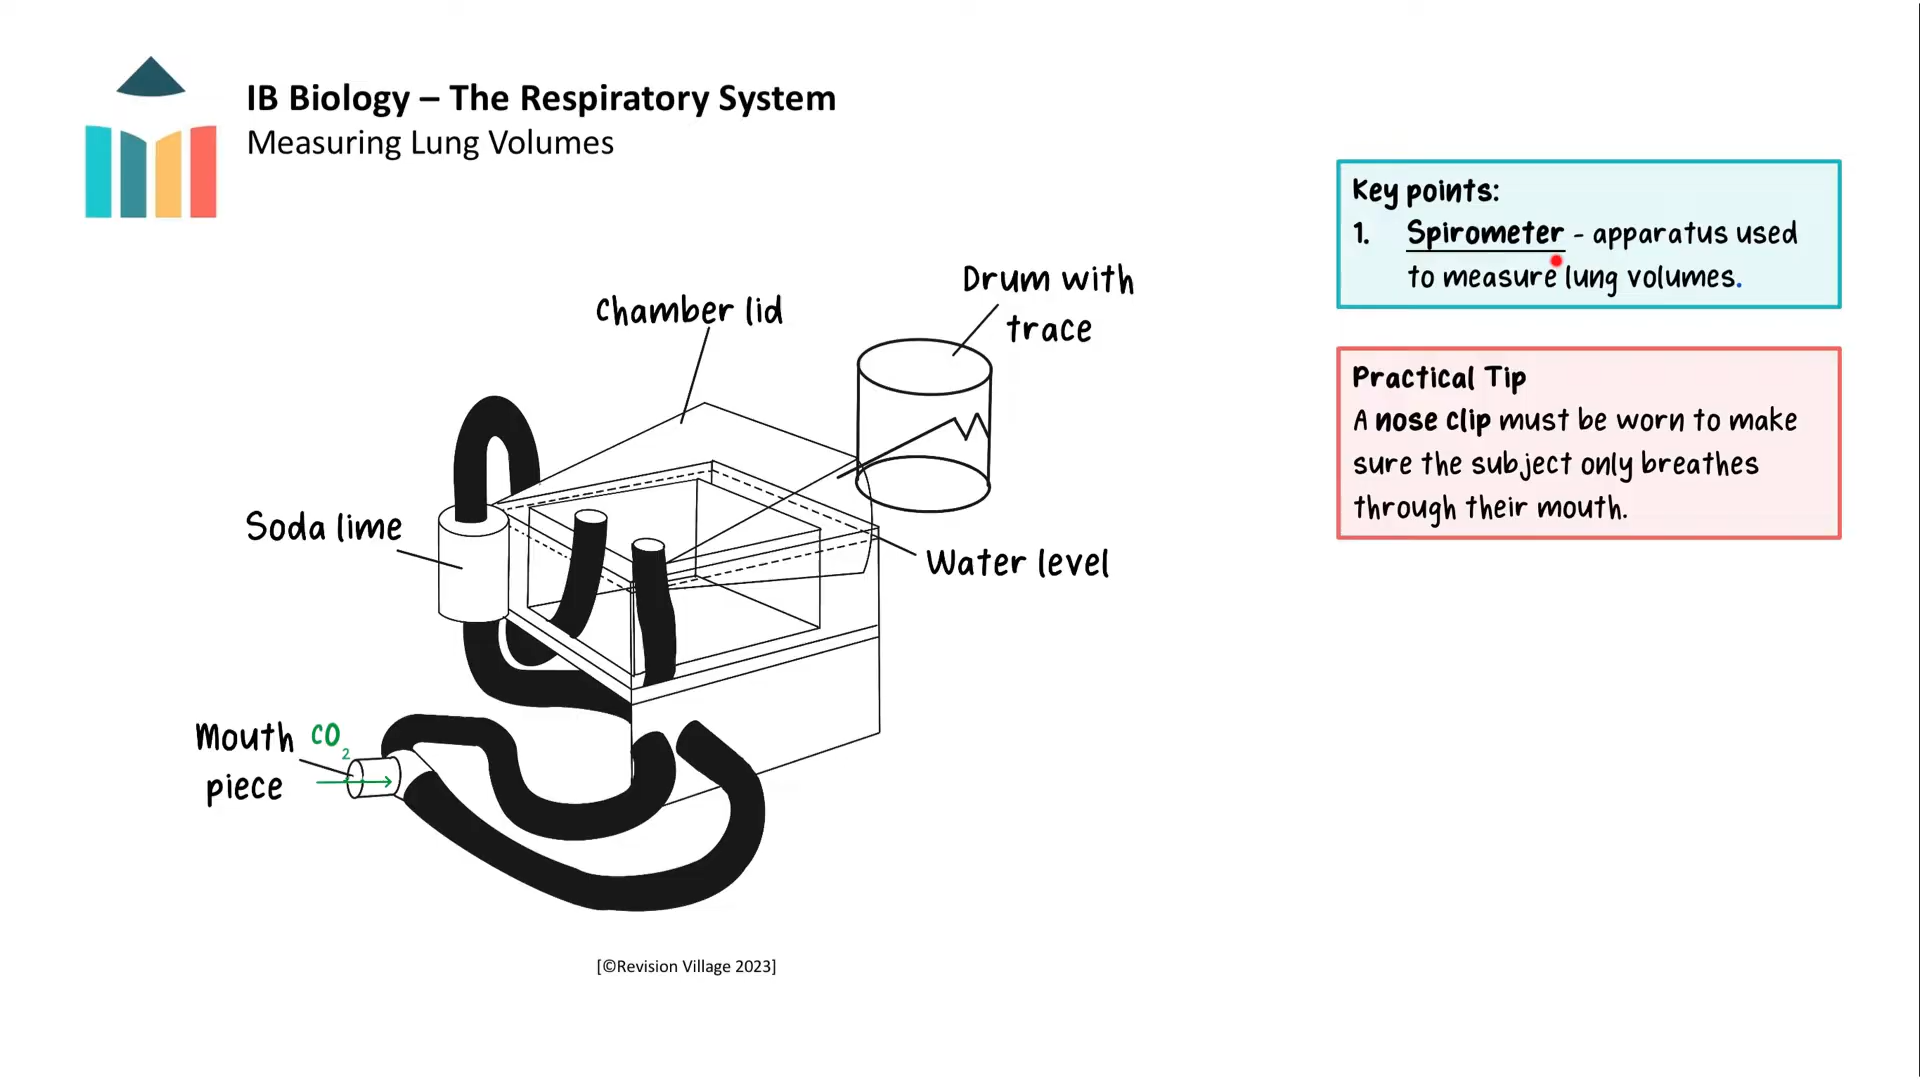 IB Biology – The Respiratory System
Measuring Lung Volumes
Key points:
1. Spirometer - apparatus used
to measure lung volumes.
Practical Tip
A nose clip must be worn to make
sure the subject only breathes
through their mouth.
Chamber lid
Drum with
trace
Soda lime
Water level
Mouth
piece
CO₂
[©Revision Village 2023]